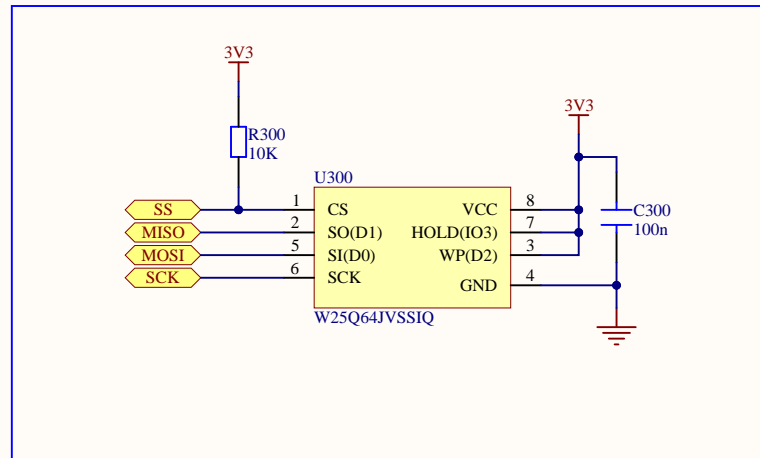 3V3
R300
10K
3V3
U300
C300
100n
SS
MISO
MOSI
SCK
1
2
5
6
CS
SO(D1)
SI(D0)
SCK
VCC
HOLD(IO3)
WP(D2)
GND
8
7
3
4
W25Q64JVSSIQ